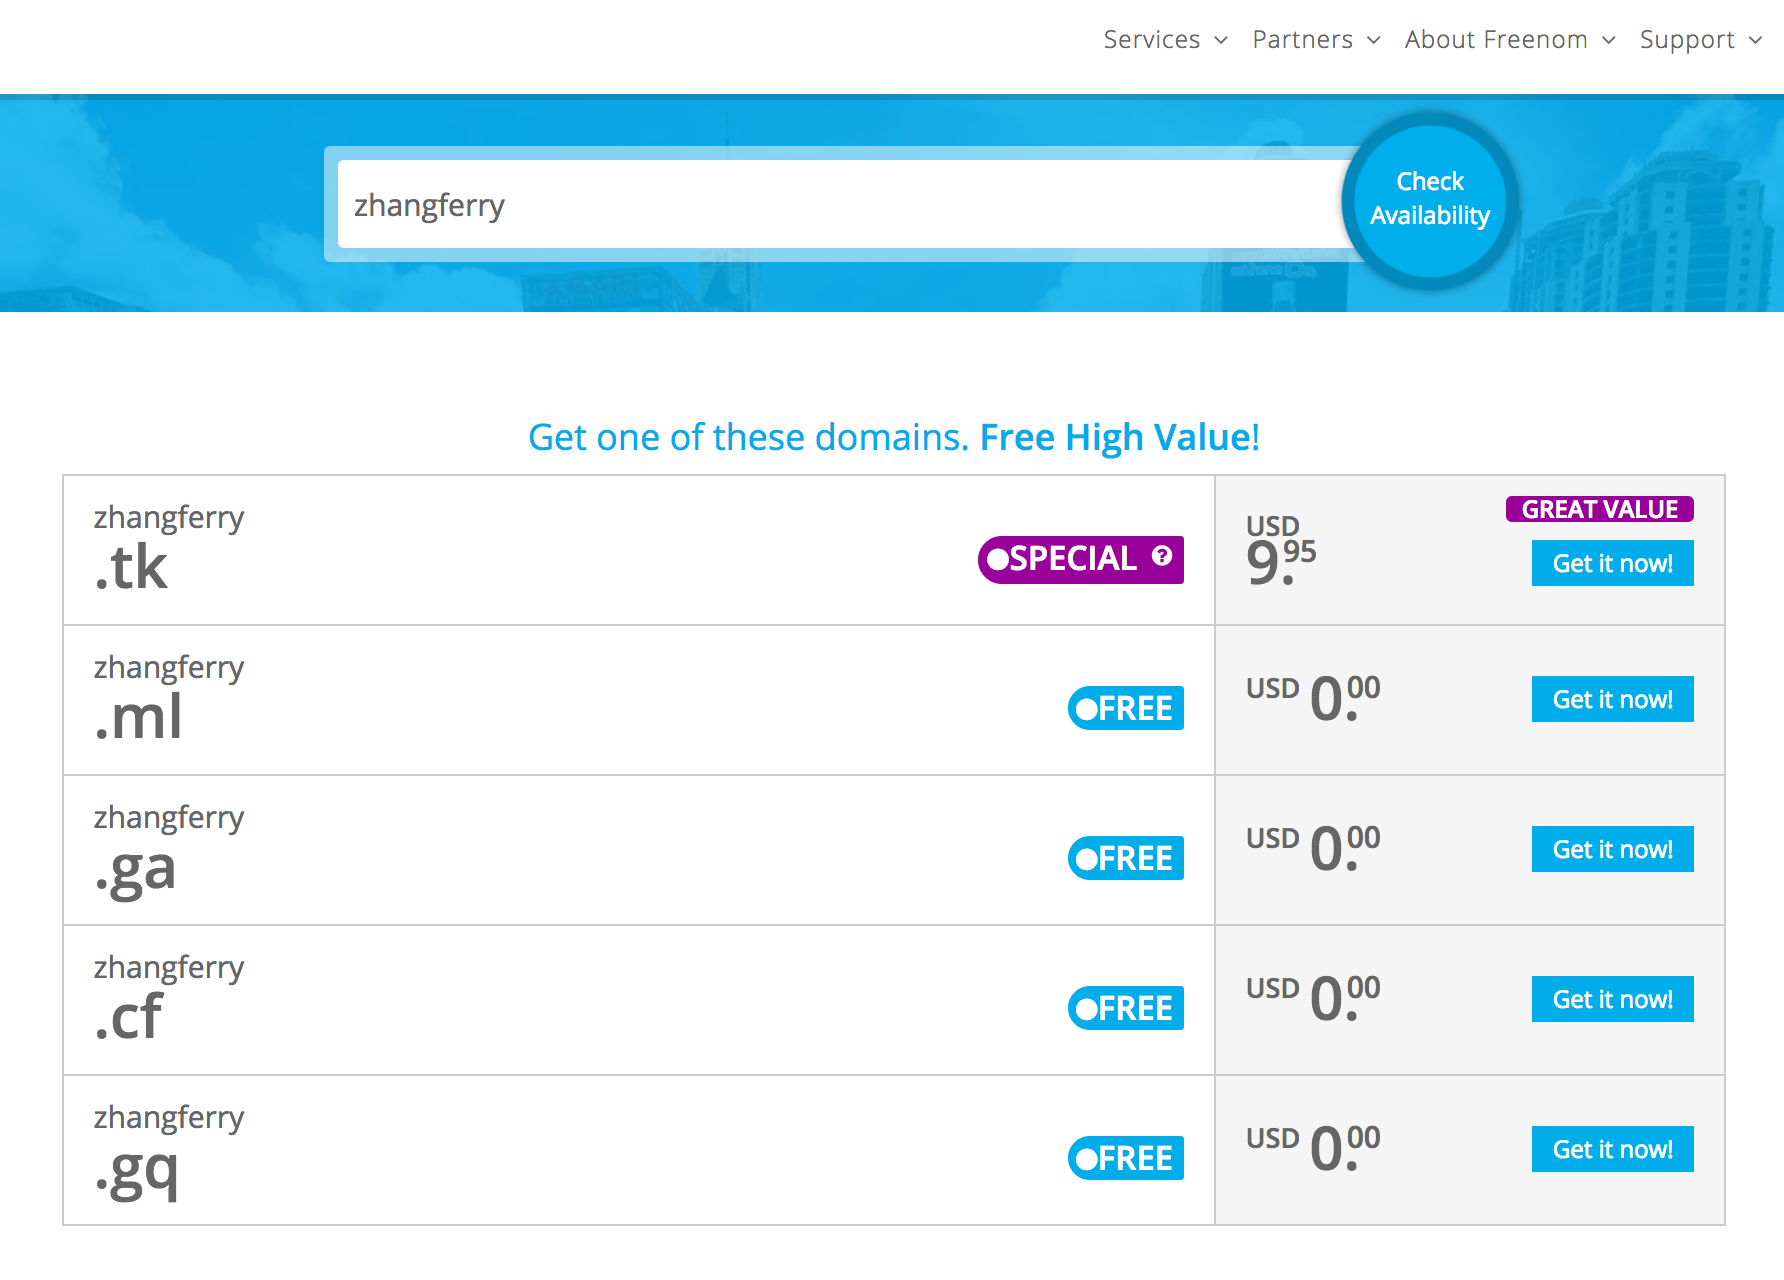 Services Partners About Freenom Support
zhangferry
Check
Availability
Get one of these domains. Free High Value!
zhangferry
.tk
SPECIAL ?
USD
9.95
GREAT VALUE
Get it now!
zhangferry
.ml
FREE
USD 0.00
Get it now!
zhangferry
.ga
FREE
USD 0.00
Get it now!
zhangferry
.cf
FREE
USD 0.00
Get it now!
zhangferry
.gq
FREE
USD 0.00
Get it now!